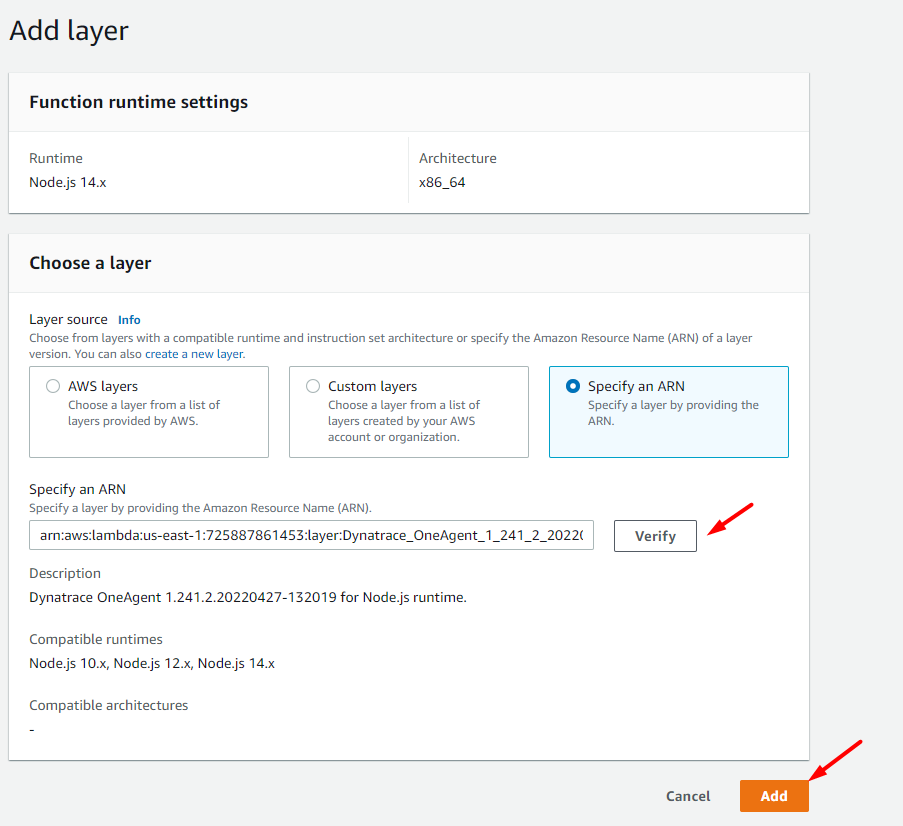 Add layer
Function runtime settings
Runtime
Node.js 14.x
Architecture
x86_64
Choose a layer
Layer source Info
Choose from layers with a compatible runtime and instruction set architecture or specify the Amazon Resource Name (ARN) of a layer
version. You can also create a new layer.
AWS layers
Choose a layer from a list of
layers provided by AWS.
Custom layers
Choose a layer from a list of
layers created by your AWS
account or organization.
Specify an ARN
Specify a layer by providing the
ARN.
Specify an ARN
Specify a layer by providing the Amazon Resource Name (ARN).
arn:aws:lambda:us-east-1:725887861453:layer:Dynatrace_OneAgent_1_241_2_2022(
Verify
Description
Dynatrace OneAgent 1.241.2.20220427-132019 for Node.js runtime.
Compatible runtimes
Node.js 10.x, Node.js 12.x, Node.js 14.x
Compatible architectures
-
Cancel
Add